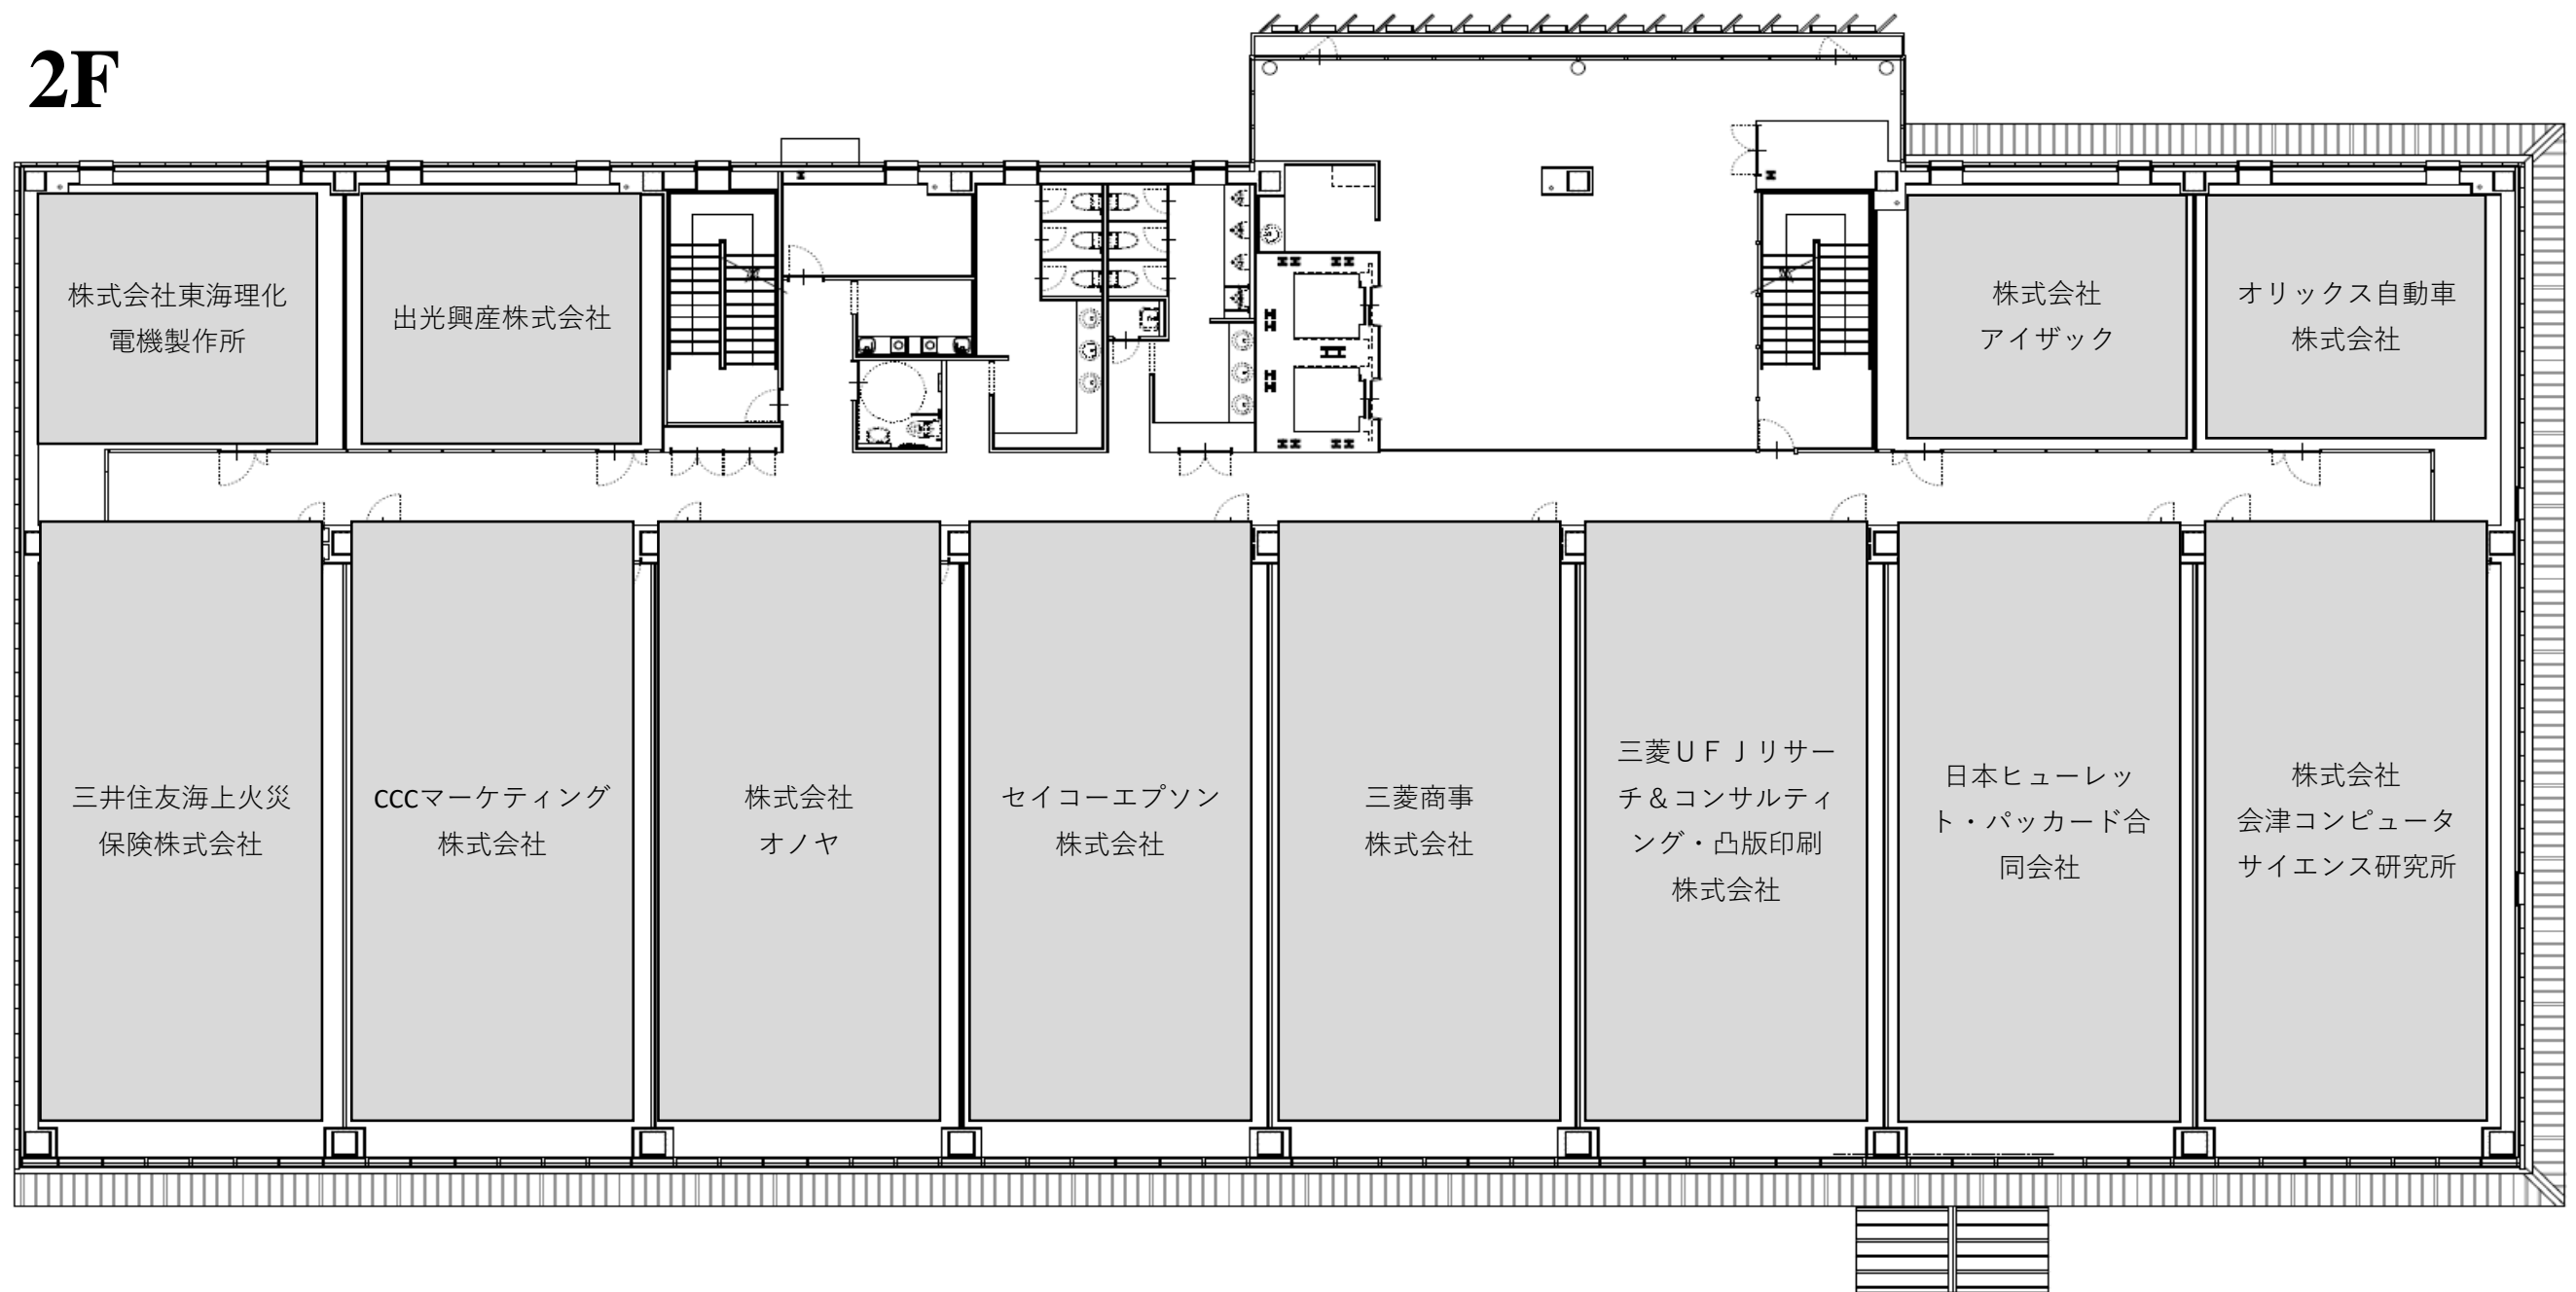 2F
株式会社東海理化
電機製作所
出光興産株式会社
株式会社
アイザック
オリックス自動車
株式会社
三井住友海上火災
保険株式会社
CCCマーケティング
株式会社
株式会社
オノヤ
セイコーエプソン
株式会社
三菱商事
株式会社
三菱ＵＦＪリサー
チ＆コンサルティ
ング・凸版印刷
株式会社
日本ヒューレッ
ト・パッカード合
同会社
株式会社
会津コンピュータ
サイエンス研究所